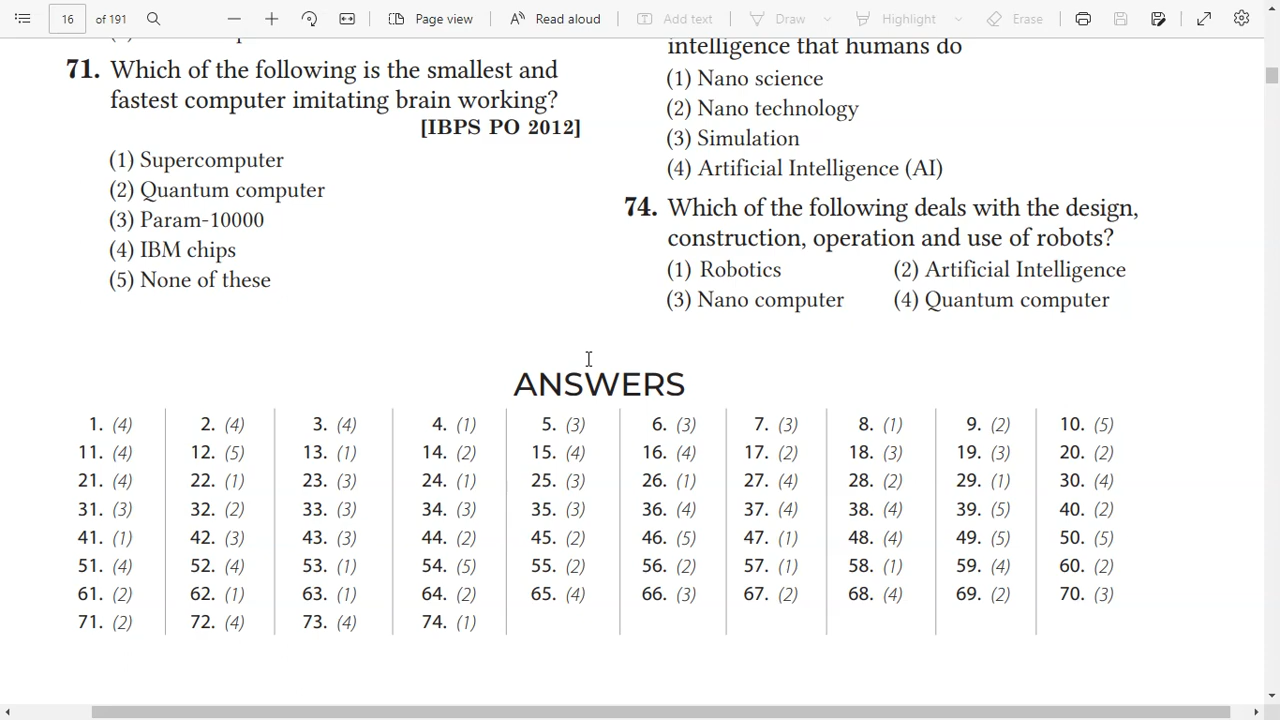 16 of 191 Page view Read aloud Add text Draw Highlight Erase
71. Which of the following is the smallest and
fastest computer imitating brain working?
[IBPS PO 2012]
(1) Supercomputer
(2) Quantum computer
(3) Param-10000
(4) IBM chips
(5) None of these
intelligence that humans do
(1) Nano science
(2) Nano technology
(3) Simulation
(4) Artificial Intelligence (AI)
74. Which of the following deals with the design,
construction, operation and use of robots?
(1) Robotics (2) Artificial Intelligence
(3) Nano computer (4) Quantum computer
ANSWERS
1. (4) 2. (4) 3. (4) 4. (1) 5. (3) 6. (3) 7. (3) 8. (1) 9. (2) 10. (5)
11. (4) 12. (5) 13. (1) 14. (2) 15. (4) 16. (4) 17. (2) 18. (3) 19. (3) 20. (2)
21. (4) 22. (1) 23. (3) 24. (1) 25. (3) 26. (1) 27. (4) 28. (2) 29. (1) 30. (4)
31. (3) 32. (2) 33. (3) 34. (3) 35. (3) 36. (4) 37. (4) 38. (4) 39. (5) 40. (2)
41. (1) 42. (3) 43. (3) 44. (2) 45. (2) 46. (5) 47. (1) 48. (4) 49. (5) 50. (5)
51. (4) 52. (4) 53. (1) 54. (5) 55. (2) 56. (2) 57. (1) 58. (1) 59. (4) 60. (2)
61. (2) 62. (1) 63. (1) 64. (2) 65. (4) 66. (3) 67. (2) 68. (4) 69. (2) 70. (3)
71. (2) 72. (4) 73. (4) 74. (1)